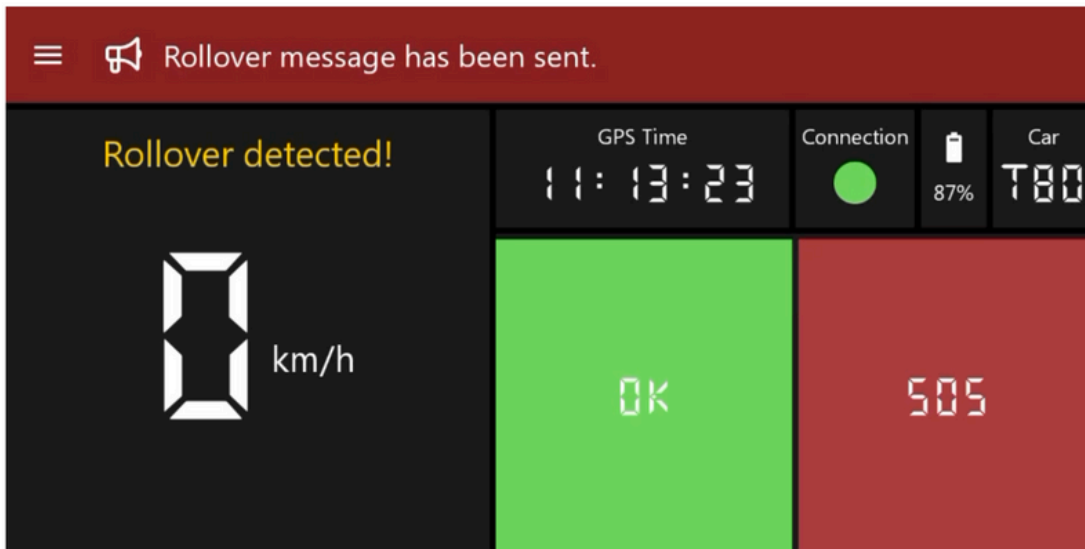 Rollover message has been sent.
Rollover detected!
0
km/h
GPS Time
11:13:23
Connection
87%
Car
T80
OK
SOS